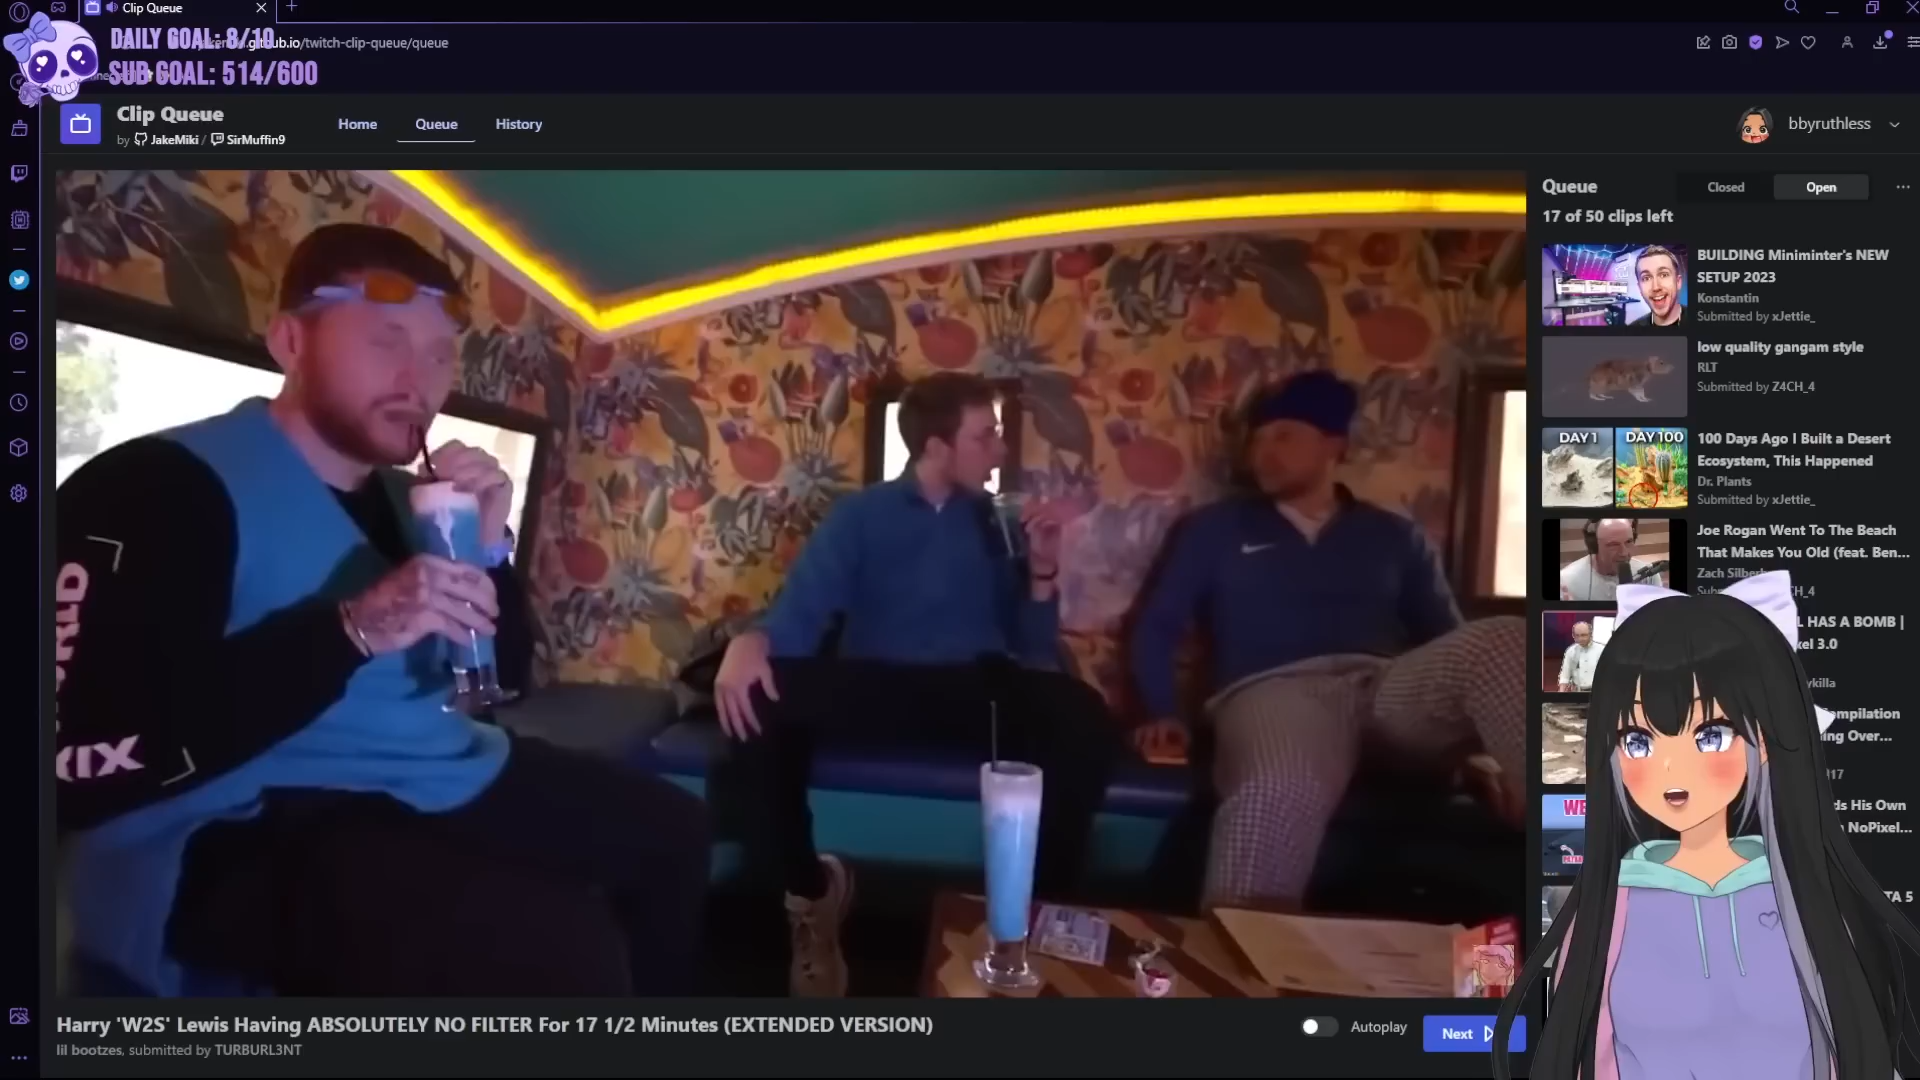 Clip Queue
DAILY GOAL: 8/10
.github.io/twitch-clip-queue/queue
SUB GOAL: 514/600
Clip Queue
by JakeMiki / SirMuffin9
Home
Queue
History
bbyruthless
Queue
Closed
Open
17 of 50 clips left
BUILDING Miniminter's NEW
SETUP 2023
Konstantin
Submitted by xJettie_
low quality gangam style
RLT
Submitted by Z4CH_4
DAY 1
DAY 100
100 Days Ago I Built a Desert
Ecosystem, This Happened
Dr. Plants
Submitted by xJettie_
Joe Rogan Went To The Beach
That Makes You Old (feat. Ben...
Zach
HAS A BOMB |
3.0
NoPixel...
His Own
Harry 'W2S' Lewis Having ABSOLUTELY NO FILTER For 17 1/2 Minutes (EXTENDED VERSION)
lil bootzes, submitted by TURBURL3NT
Autoplay
Next